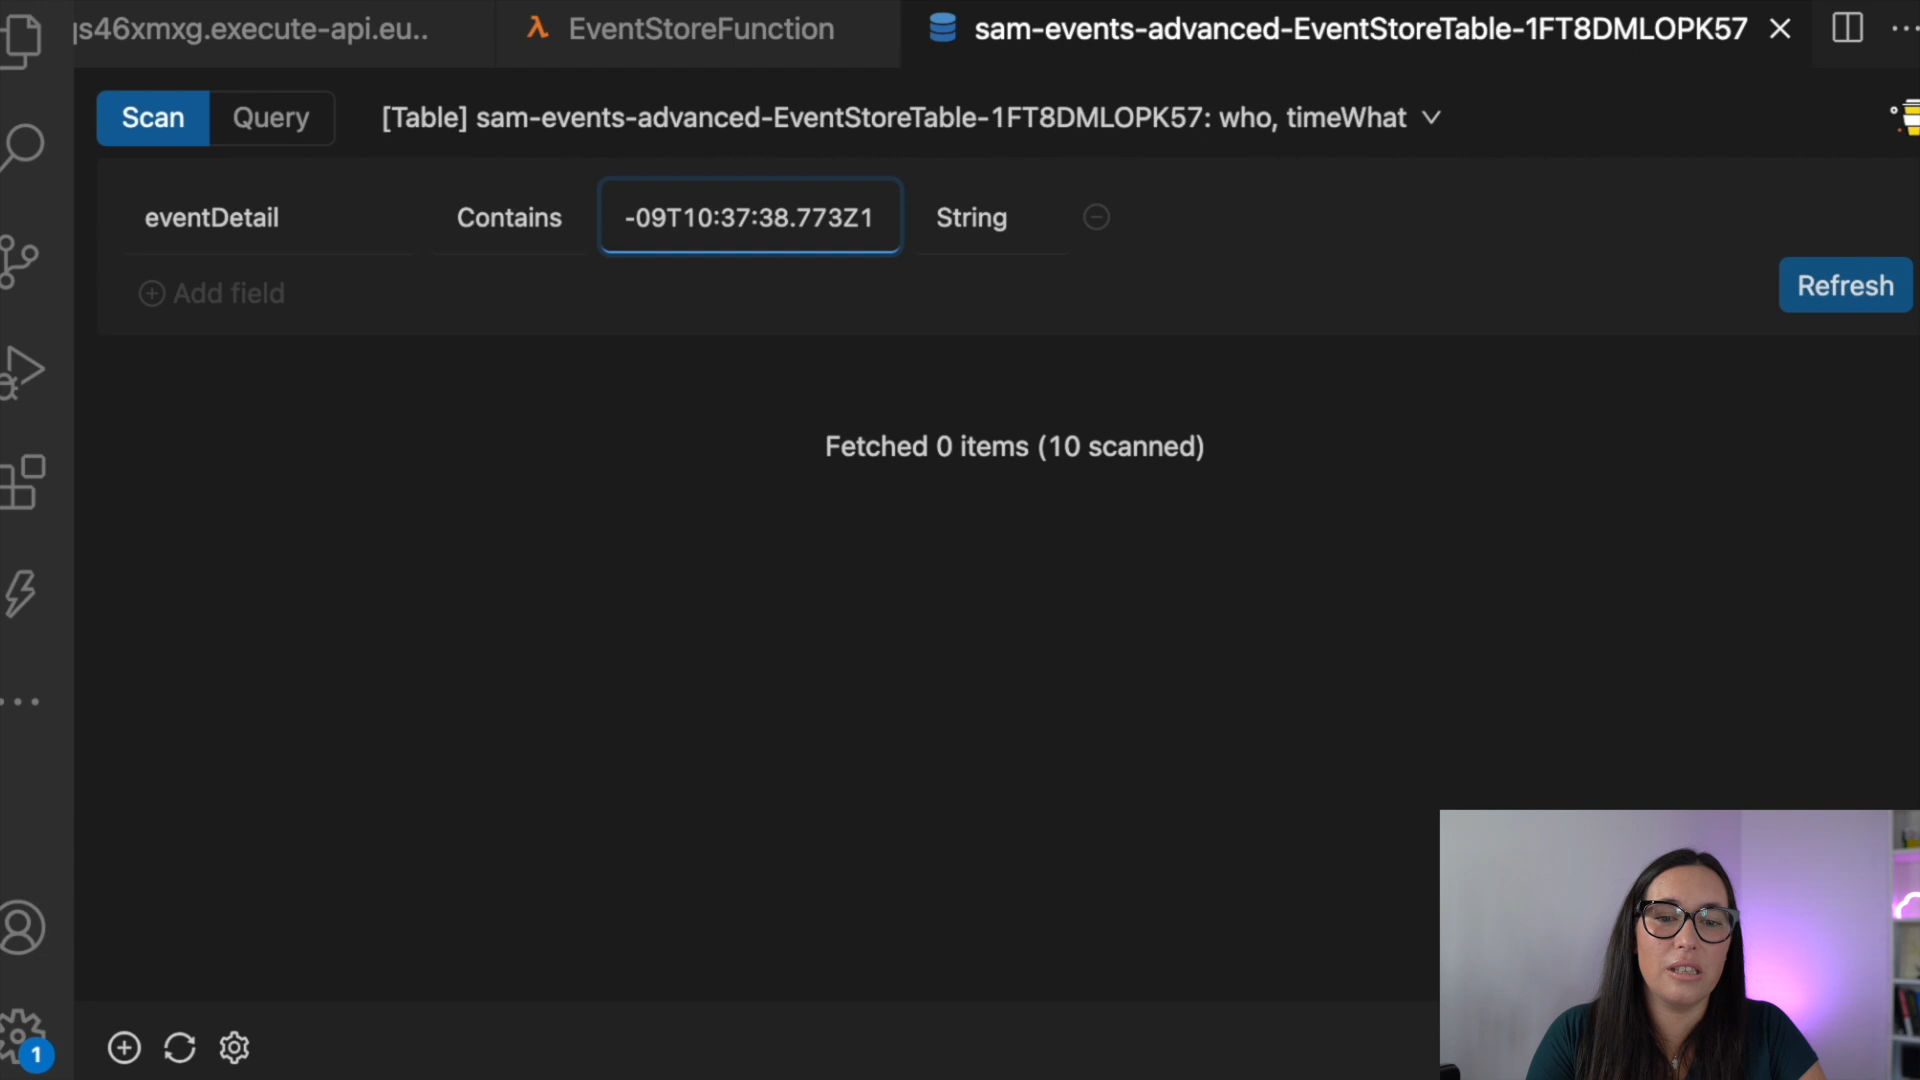 js46xmxg.execute-api.eu..
EventStoreFunction
sam-events-advanced-EventStoreTable-1FT8DMLOPK57
Scan
Query
[Table] sam-events-advanced-EventStoreTable-1FT8DMLOPK57: who, timeWhat
eventDetail
Contains
-09T10:37:38.773Z1
String
Add field
Refresh
Fetched 0 items (10 scanned)
1